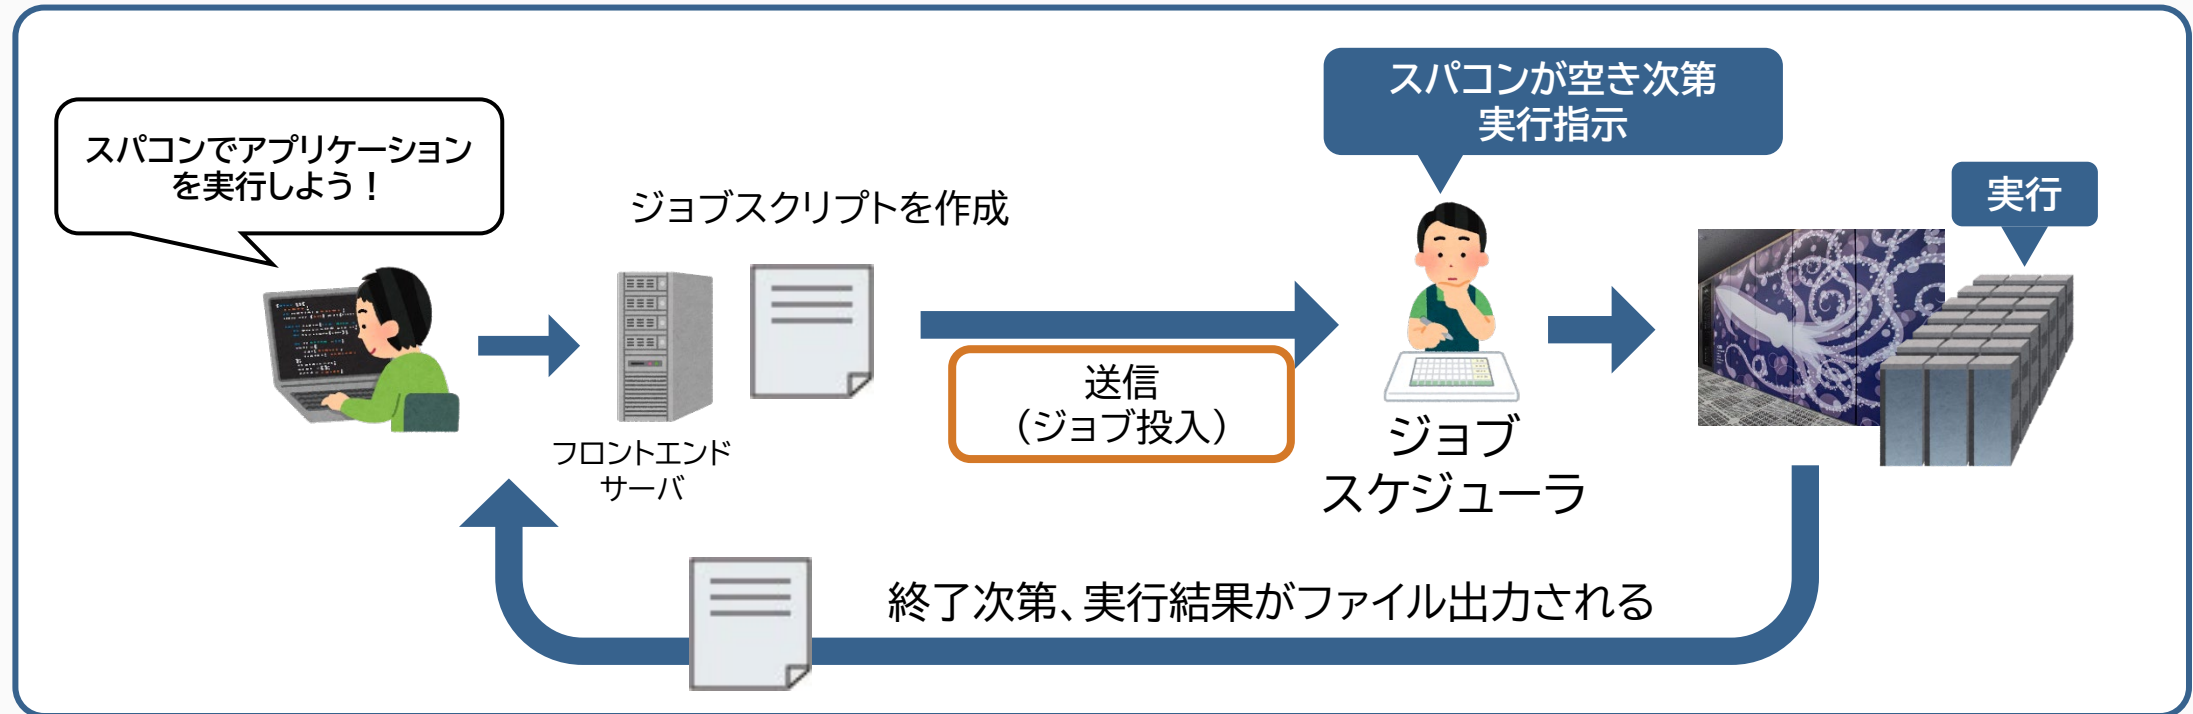 スパコンでアプリケーション
を実行しよう！
ジョブスクリプトを作成
フロントエンド
サーバ
送信
（ジョブ投入）
スパコンが空き次第
実行指示
ジョブ
スケジューラ
実行
終了次第、実行結果がファイル出力される